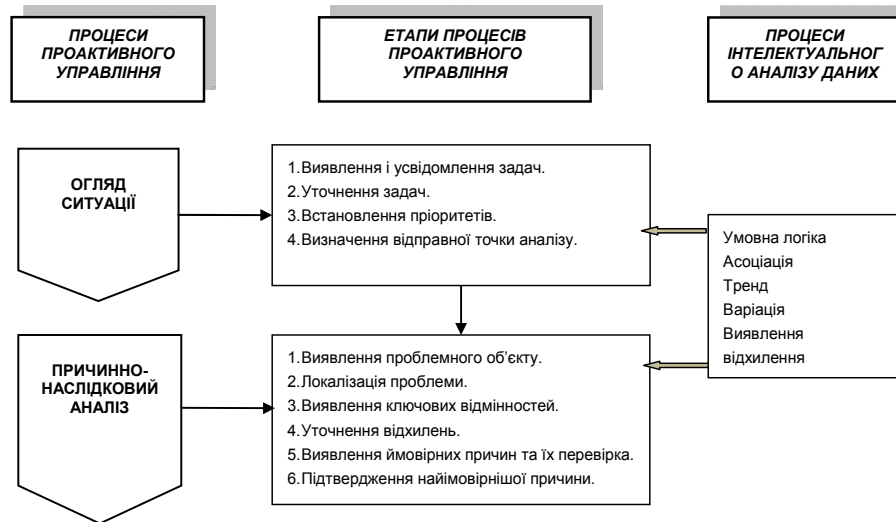 ПРОЦЕСИ
ПРОАКТИВНОГО
УПРАВЛІННЯ
ЕТАПИ ПРОЦЕСІВ
ПРОАКТИВНОГО
УПРАВЛІННЯ
ПРОЦЕСИ
ІНТЕЛЕКТУАЛЬНОГ
О АНАЛІЗУ ДАНИХ
ОГЛЯД
СИТУАЦІЇ
1.Виявлення і усвідомлення задач.
2.Уточнення задач.
3.Встановлення пріоритетів.
4.Визначення відправної точки аналізу.
Умовна логіка
Асоціація
Тренд
Варіація
Виявлення
відхилення
ПРИЧИННО-
НАСЛІДКОВИЙ
АНАЛІЗ
1.Виявлення проблемного об’єкту.
2.Локалізація проблеми.
3.Виявлення ключових відмінностей.
4.Уточнення відхилень.
5.Виявлення ймовірних причин та їх перевірка.
6.Підтвердження найімовірнішої причини.